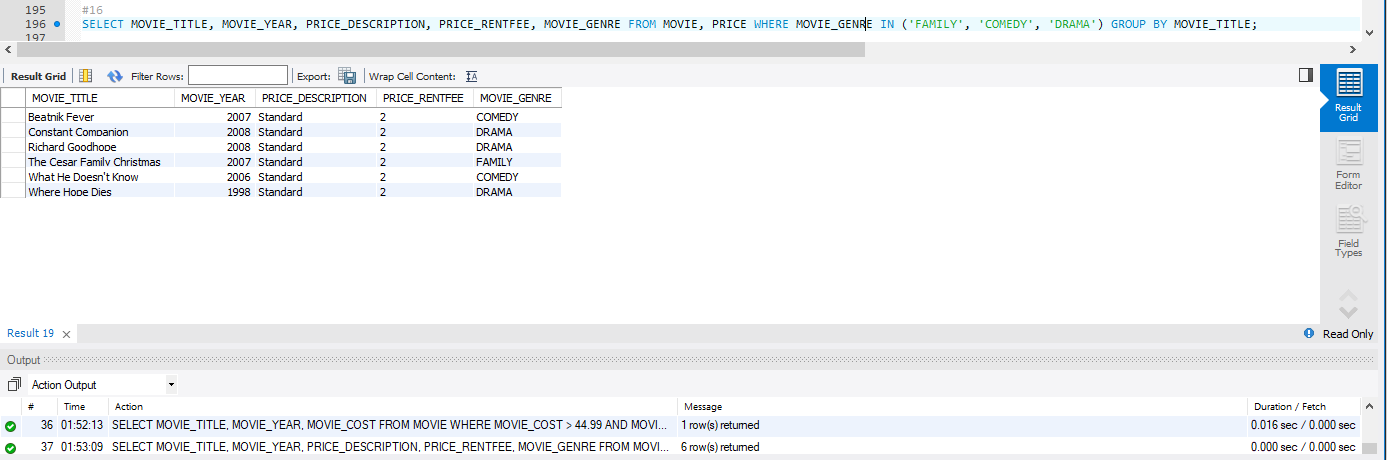 195 #16
196 SELECT MOVIE_TITLE, MOVIE_YEAR, PRICE_DESCRIPTION, PRICE_RENTFEE, MOVIE_GENRE FROM MOVIE, PRICE WHERE MOVIE_GENRE IN ('FAMILY', 'COMEDY', 'DRAMA') GROUP BY MOVIE_TITLE;
197
Result Grid Filter Rows: Export: Wrap Cell Content:
MOVIE_TITLE MOVIE_YEAR PRICE_DESCRIPTION PRICE_RENTFEE MOVIE_GENRE
Beatnik Fever 2007 Standard 2 COMEDY
Constant Companion 2008 Standard 2 DRAMA
Richard Goodhope 2008 Standard 2 DRAMA
The Cesar Family Christmas 2007 Standard 2 FAMILY
What He Doesn't Know 2006 Standard 2 COMEDY
Where Hope Dies 1998 Standard 2 DRAMA
Result
Grid
Form
Editor
Field
Types
Result 19 Read Only
Output
Action Output
# Time Action Message Duration / Fetch
36 01:52:13 SELECT MOVIE_TITLE, MOVIE_YEAR, MOVIE_COST FROM MOVIE WHERE MOVIE_COST > 44.99 AND MOVI... 1 row(s) returned 0.016 sec / 0.000 sec
37 01:53:09 SELECT MOVIE_TITLE, MOVIE_YEAR, PRICE_DESCRIPTION, PRICE_RENTFEE, MOVIE_GENRE FROM MOVI... 6 row(s) returned 0.000 sec / 0.000 sec